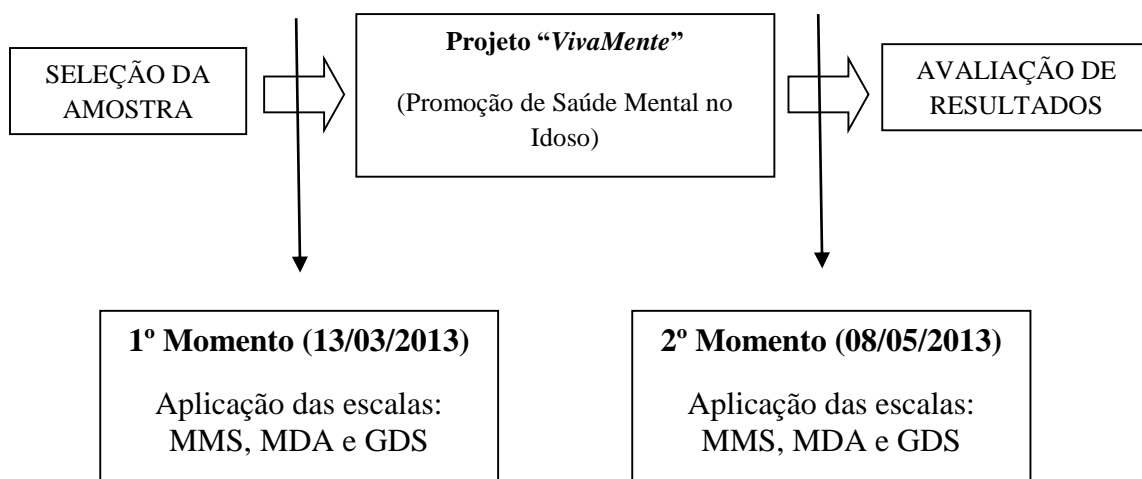 SELEÇÃO DA
AMOSTRA
Projeto “VivaMente”
(Promoção de Saúde Mental no
Idoso)
AVALIAÇÃO DE
RESULTADOS
1º Momento (13/03/2013)
Aplicação das escalas:
MMS, MDA e GDS
2º Momento (08/05/2013)
Aplicação das escalas:
MMS, MDA e GDS